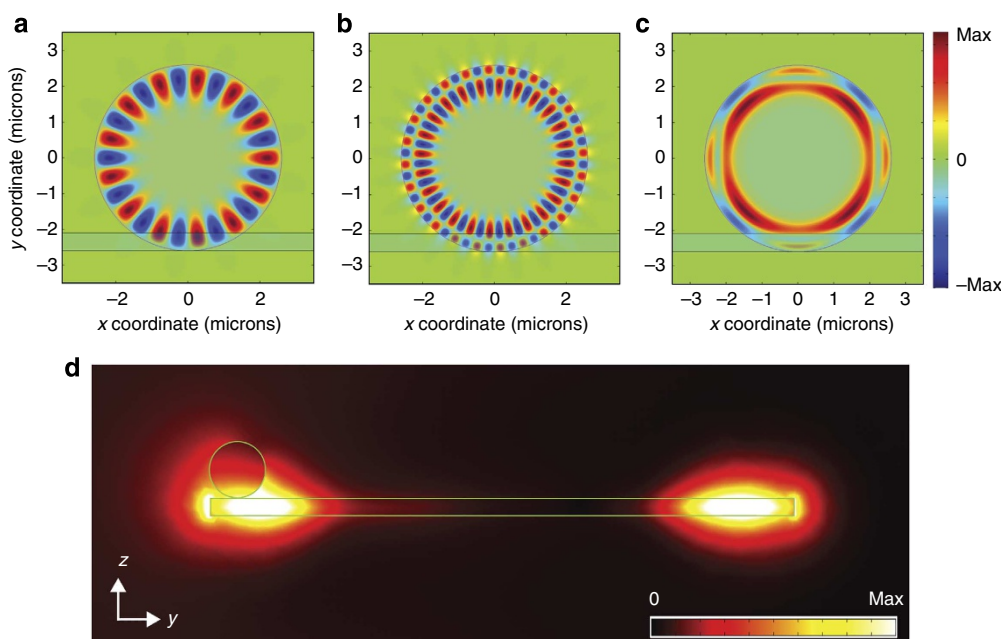 a
b
c
3
2
1
0
−1
−2
−3
y coordinate (microns)
−2 0 2
x coordinate (microns)
3
2
1
0
−1
−2
−3
−2 0 2
x coordinate (microns)
3
2
1
0
−1
−2
−3
−3 −2 −1 0 1 2 3
x coordinate (microns)
Max
0
−Max
d
z
y
0 Max